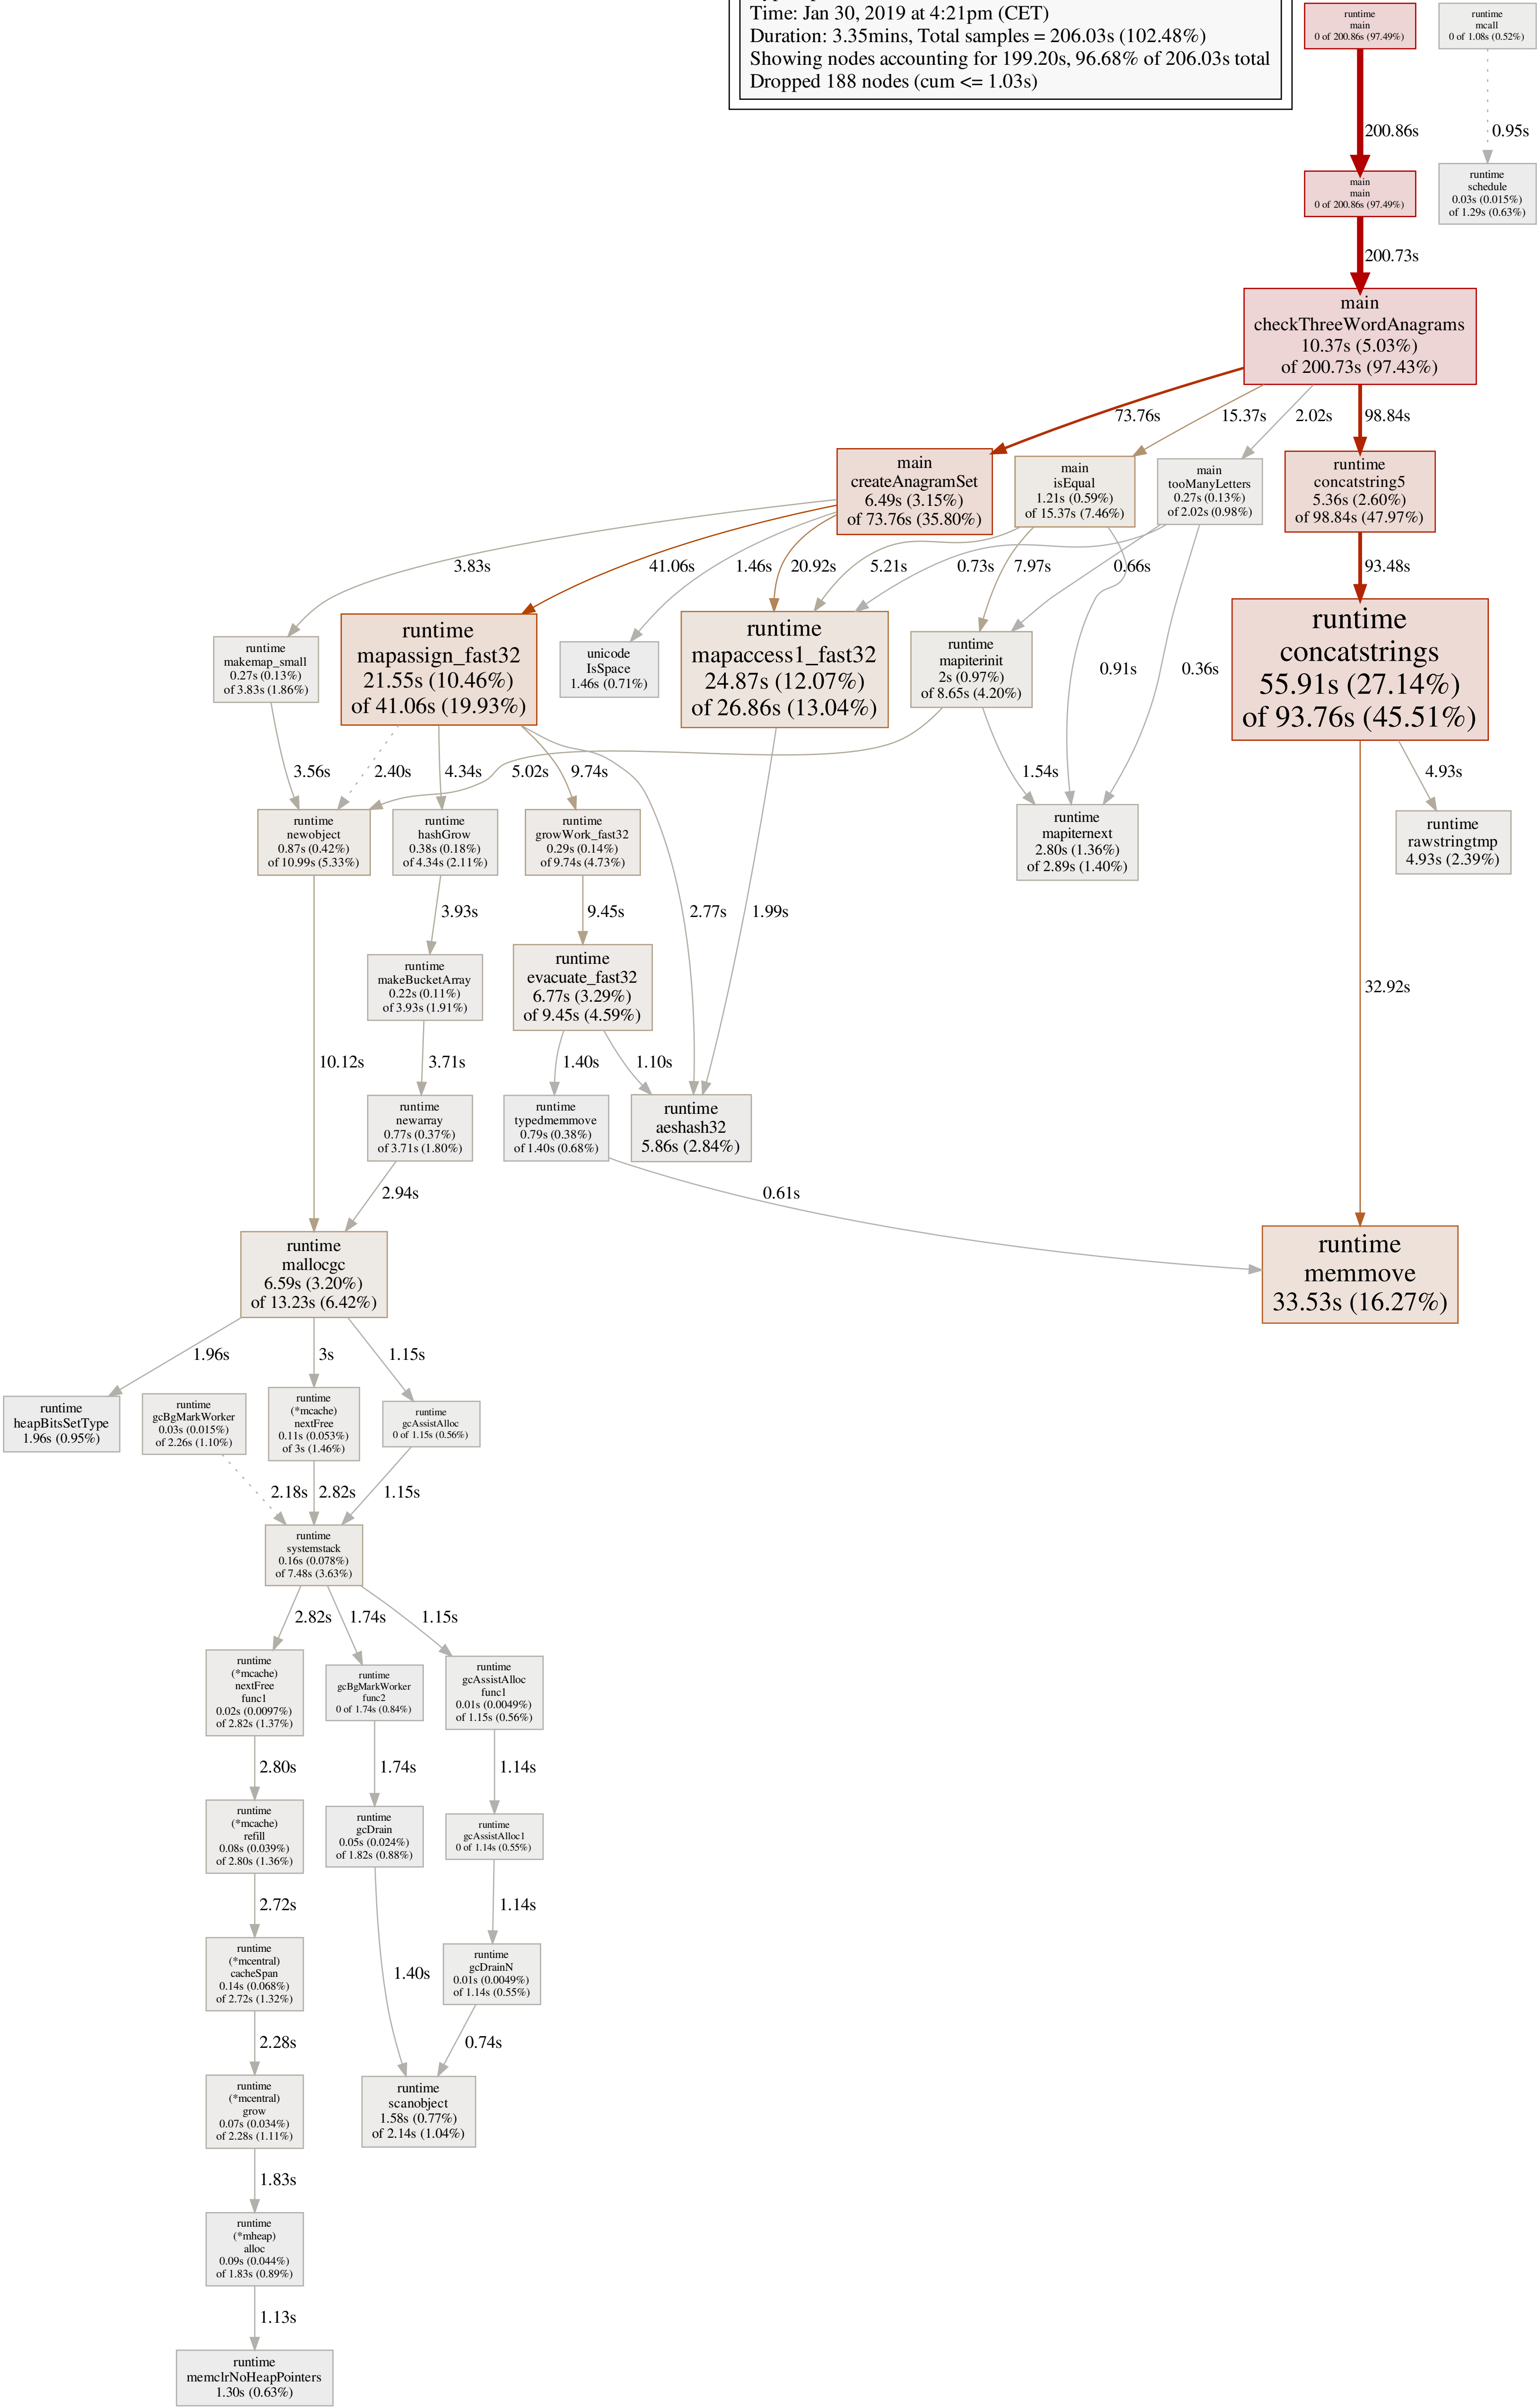 Time: Jan 30, 2019 at 4:21pm (CET)
Duration: 3.35mins, Total samples = 206.03s (102.48%)
Showing nodes accounting for 199.20s, 96.68% of 206.03s total
Dropped 188 nodes (cum <= 1.03s)
runtime
main
0 of 200.86s (97.49%)
runtime
mcall
0 of 1.08s (0.52%)
200.86s
0.95s
main
main
0 of 200.86s (97.49%)
runtime
schedule
0.03s (0.015%)
of 1.29s (0.63%)
200.73s
main
checkThreeWordAnagrams
10.37s (5.03%)
of 200.73s (97.43%)
73.76s
15.37s
2.02s
98.84s
main
createAnagramSet
6.49s (3.15%)
of 73.76s (35.80%)
main
isEqual
1.21s (0.59%)
of 15.37s (7.46%)
main
tooManyLetters
0.27s (0.13%)
of 2.02s (0.98%)
runtime
concatstring5
5.36s (2.60%)
of 98.84s (47.97%)
3.83s
41.06s
1.46s
20.92s
5.21s
0.73s
7.97s
0.66s
93.48s
runtime
makemap_small
0.27s (0.13%)
of 3.83s (1.86%)
runtime
mapassign_fast32
21.55s (10.46%)
of 41.06s (19.93%)
unicode
IsSpace
1.46s (0.71%)
runtime
mapaccess1_fast32
24.87s (12.07%)
of 26.86s (13.04%)
runtime
mapiterinit
2s (0.97%)
of 8.65s (4.20%)
0.91s
0.36s
runtime
concatstrings
55.91s (27.14%)
of 93.76s (45.51%)
3.56s
2.40s
4.34s
5.02s
9.74s
1.54s
4.93s
runtime
newobject
0.87s (0.42%)
of 10.99s (5.33%)
runtime
hashGrow
0.38s (0.18%)
of 4.34s (2.11%)
runtime
growWork_fast32
0.29s (0.14%)
of 9.74s (4.73%)
runtime
mapiternext
2.80s (1.36%)
of 2.89s (1.40%)
runtime
rawstringtmp
4.93s (2.39%)
3.93s
9.45s
2.77s
1.99s
runtime
makeBucketArray
0.22s (0.11%)
of 3.93s (1.91%)
runtime
evacuate_fast32
6.77s (3.29%)
of 9.45s (4.59%)
32.92s
10.12s
3.71s
1.40s
1.10s
runtime
newarray
0.77s (0.37%)
of 3.71s (1.80%)
runtime
typedmemmove
0.79s (0.38%)
of 1.40s (0.68%)
runtime
aeshash32
5.86s (2.84%)
2.94s
0.61s
runtime
mallocgc
6.59s (3.20%)
of 13.23s (6.42%)
runtime
memmove
33.53s (16.27%)
1.96s
3s
1.15s
runtime
heapBitsSetType
1.96s (0.95%)
runtime
gcBgMarkWorker
0.03s (0.015%)
of 2.26s (1.10%)
runtime
(*mcache)
nextFree
0.11s (0.053%)
of 3s (1.46%)
runtime
gcAssistAlloc
0 of 1.15s (0.56%)
2.18s
2.82s
1.15s
runtime
systemstack
0.16s (0.078%)
of 7.48s (3.63%)
2.82s
1.74s
1.15s
runtime
(*mcache)
nextFree
func1
0.02s (0.0097%)
of 2.82s (1.37%)
runtime
gcBgMarkWorker
func2
0 of 1.74s (0.84%)
runtime
gcAssistAlloc
func1
0.01s (0.0049%)
of 1.15s (0.56%)
2.80s
1.74s
1.14s
runtime
(*mcache)
refill
0.08s (0.039%)
of 2.80s (1.36%)
runtime
gcDrain
0.05s (0.024%)
of 1.82s (0.88%)
runtime
gcAssistAlloc1
0 of 1.14s (0.55%)
2.72s
1.14s
runtime
(*mcentral)
cacheSpan
0.14s (0.068%)
of 2.72s (1.32%)
1.40s
runtime
gcDrainN
0.01s (0.0049%)
of 1.14s (0.55%)
2.28s
0.74s
runtime
(*mcentral)
grow
0.07s (0.034%)
of 2.28s (1.11%)
runtime
scanobject
1.58s (0.77%)
of 2.14s (1.04%)
1.83s
runtime
(*mheap)
alloc
0.09s (0.044%)
of 1.83s (0.89%)
1.13s
runtime
memclrNoHeapPointers
1.30s (0.63%)